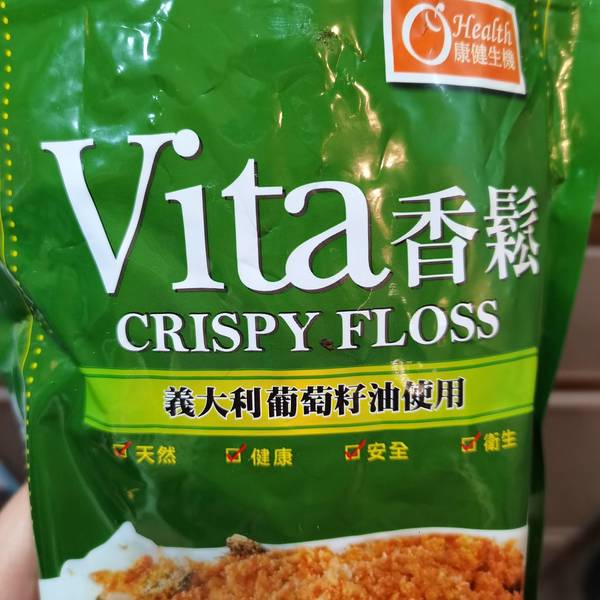 Health
康健生機
Vita香鬆
CRISPY FLOSS
義大利葡萄籽油使用
天然 健康 安全 衛生